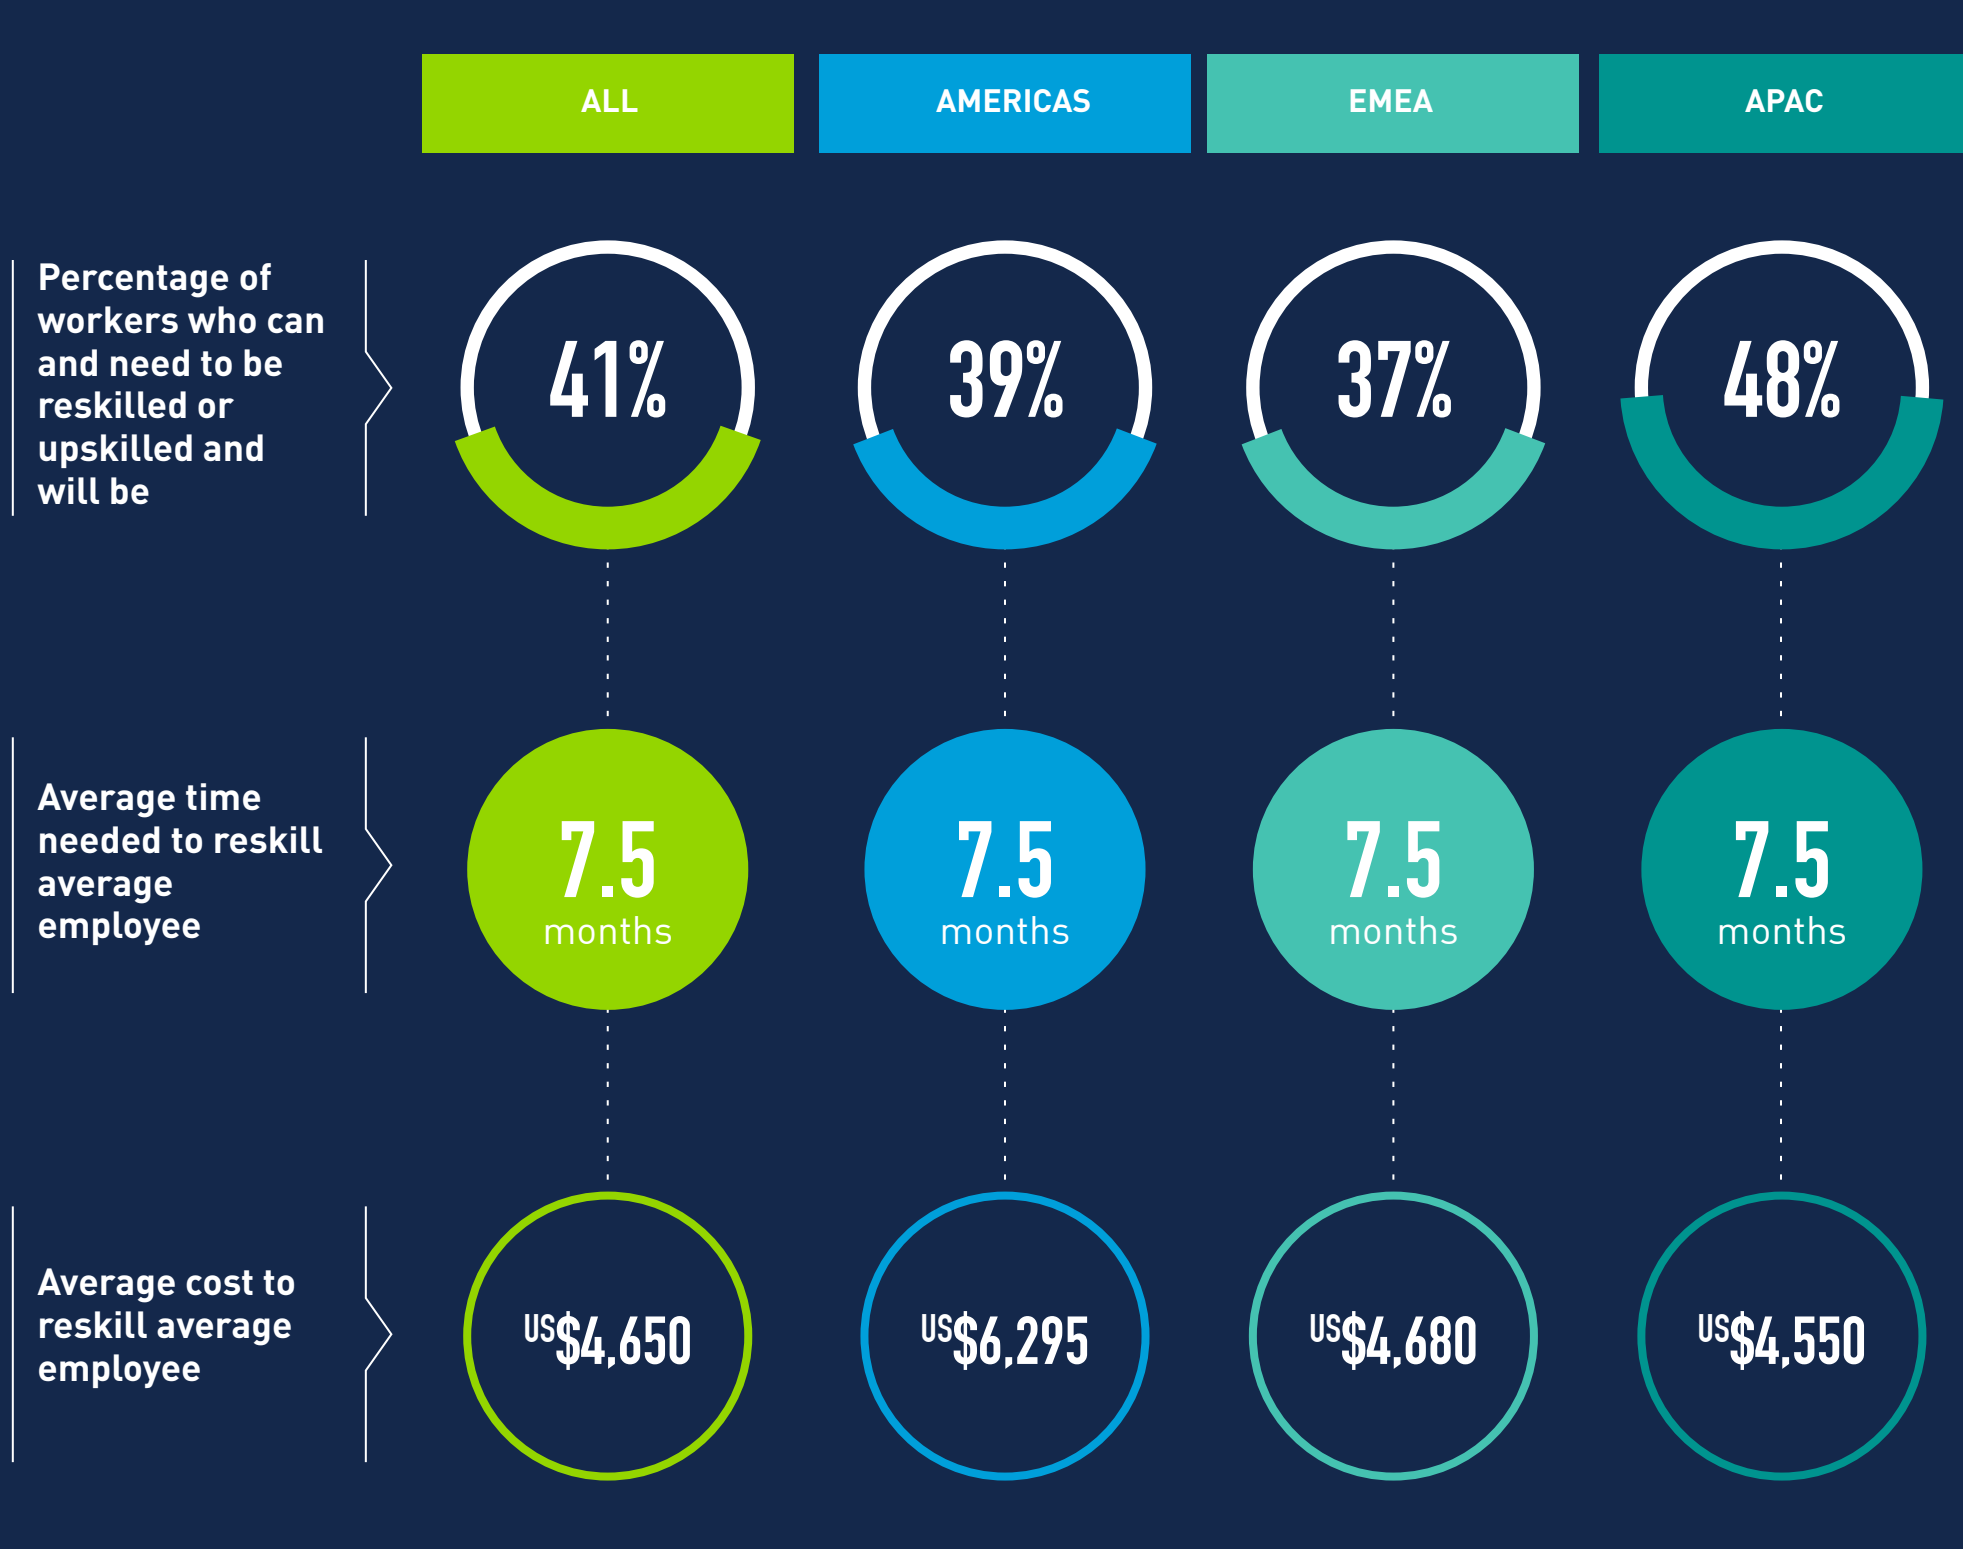 ALL
AMERICAS
EMEA
APAC
Percentage of
workers who can
and need to be
reskilled or
upskilled and
will be
41%
39%
37%
48%
Average time
needed to reskill
average
employee
7.5
months
7.5
months
7.5
months
7.5
months
Average cost to
reskill average
employee
US$4,650
US$6,295
US$4,680
US$4,550